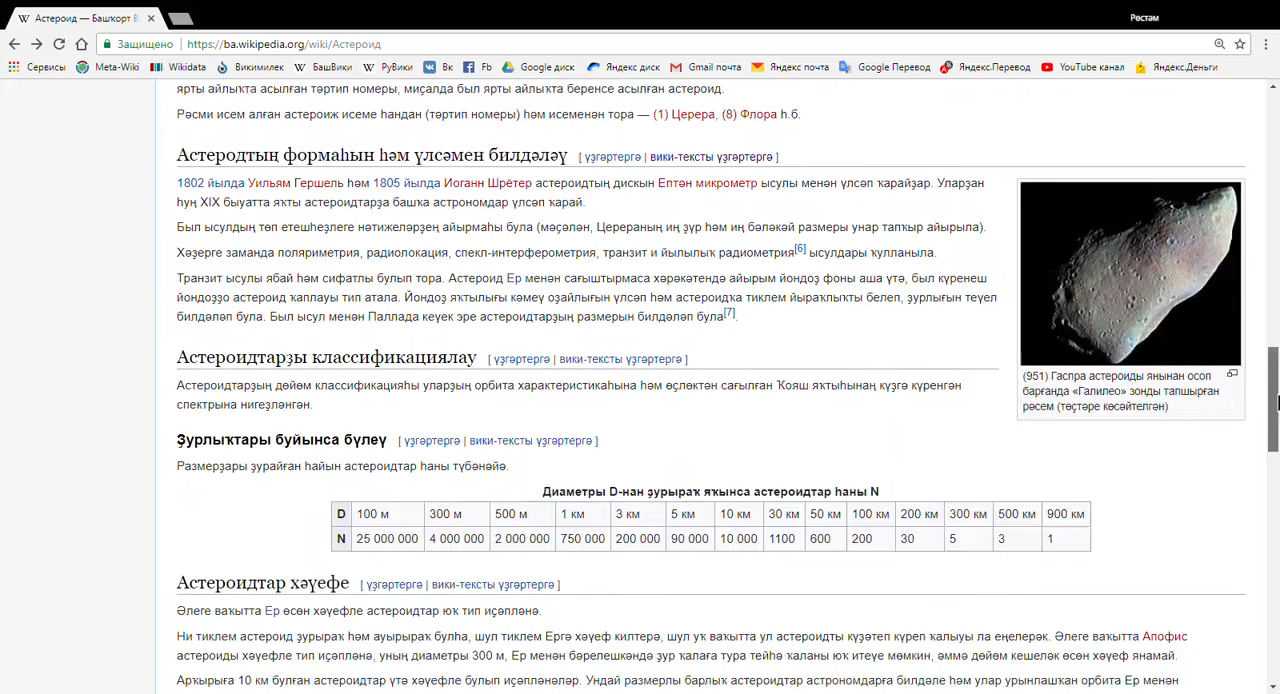 Астероид — Башҡорт В
Рөстәм
Защищено https://ba.wikipedia.org/wiki/Астероид
Сервисы Meta-Wiki Wikidata Викимилек БашВики РуВики Вк Fb Google диск Яндекс диск Gmail почта Яндекс почта Google Перевод Яндекс.Перевод YouTube канал Яндекс.Деньги
ярты айлыҡта асылған тәртип номеры, миҫалда был ярты айлыҡта беренсе асылған астероид.
Рәсми исем алған астероиж исеме һандан (тәртип номеры) һәм исеменән тора — (1) Церера, (8) Флора һ.б.
Астеродтың формаһын һәм үлсәмен билдәләү [ үҙгәртергә | вики-тексты үҙгәртергә ]
1802 йылда Уильям Гершель һәм 1805 йылда Иоганн Шрётер астероидтың дискын Ептән микрометр ысулы менән үлсәп ҡарайҙар. Уларҙан
һуң XIX быуатта яҡты астероидтарҙа башҡа астрономдар үлсәп ҡарай.
Был ысулдың төп етешһеҙлеге нәтижеләрҙең айырмаһы була (мәҫәлән, Церераның иң ҙур һәм иң бәләкәй размеры унар тапҡыр айырыла).
Хәҙерге заманда поляриметрия, радиолокация, спекл-интерферометрия, транзит и йылылыҡ радиометрия[6] ысулдары ҡулланыла.
Транзит ысулы ябай һәм сифатлы булып тора. Астероид Ер менән сағыштырмаса хәрәкәтендә айырым йондоҙ фоны аша үтә, был күренеш
йондоҙҙо астероид ҡаплауы тип атала. Йондоҙ яҡтылығы кәмеү оҙайлығын үлсәп һәм астероидҡа тиклем йыраҡлыҡты белеп, ҙурлығын теүел
билдәләп була. Был ысул менән Паллада кеүек эре астероидтарҙың размерын билдәләп була[7].
(951) Гаспра астероиды янынан осоп
барғанда «Галилео» зонды тапшырған
рәсем (төҫтәре көсәйтелгән)
Астероидтарҙы классификациялау [ үҙгәртергә | вики-тексты үҙгәртергә ]
Астероидтарҙың дөйөм классификацияһы уларҙың орбита характеристикаһына һәм өҫлөктән сағылған Ҡояш яҡтыһынаң күҙгә күренгән
спектрына нигеҙләнгән.
Ҙурлыҡтары буйынса бүлеү [ үҙгәртергә | вики-тексты үҙгәртергә ]
Размерҙары ҙурайған һайын астероидтар һаны түбәнәйә.
Диаметры D-нан ҙурыраҡ яҡынса астероидтар һаны N
D 100 м 300 м 500 м 1 км 3 км 5 км 10 км 30 км 50 км 100 км 200 км 300 км 500 км 900 км
N 25 000 000 4 000 000 2 000 000 750 000 200 000 90 000 10 000 1100 600 200 30 5 3 1
Астероидтар хәүефе [ үҙгәртергә | вики-тексты үҙгәртергә ]
Әлеге ваҡытта Ер өсөн хәүефле астероидтар юҡ тип иҫәпләнә.
Ни тиклем астероид ҙурыраҡ һәм ауырыраҡ булһа, шул тиклем Ергә хәүеф килтерә, шул уҡ ваҡытта ул астероидты күҙәтеп күреп ҡалыуы ла еңелерәк. Әлеге ваҡытта Апофис
астероиды хәүефле тип иҫәпләнә, уның диаметры 300 м, Ер менән бәрелешкәндә ҙур ҡалаға тура тейһә ҡаланы юҡ итеүе мөмкин, әммә дөйөм кешелек өсөн хәүеф янамай.
Арҡырыға 10 км булған астероидтар үтә хәүефле булып иҫәпләнәләр. Ундай размерлы барлыҡ астероидтар астрономдарға билдәле һәм улар урынлашҡан орбита Ер менән